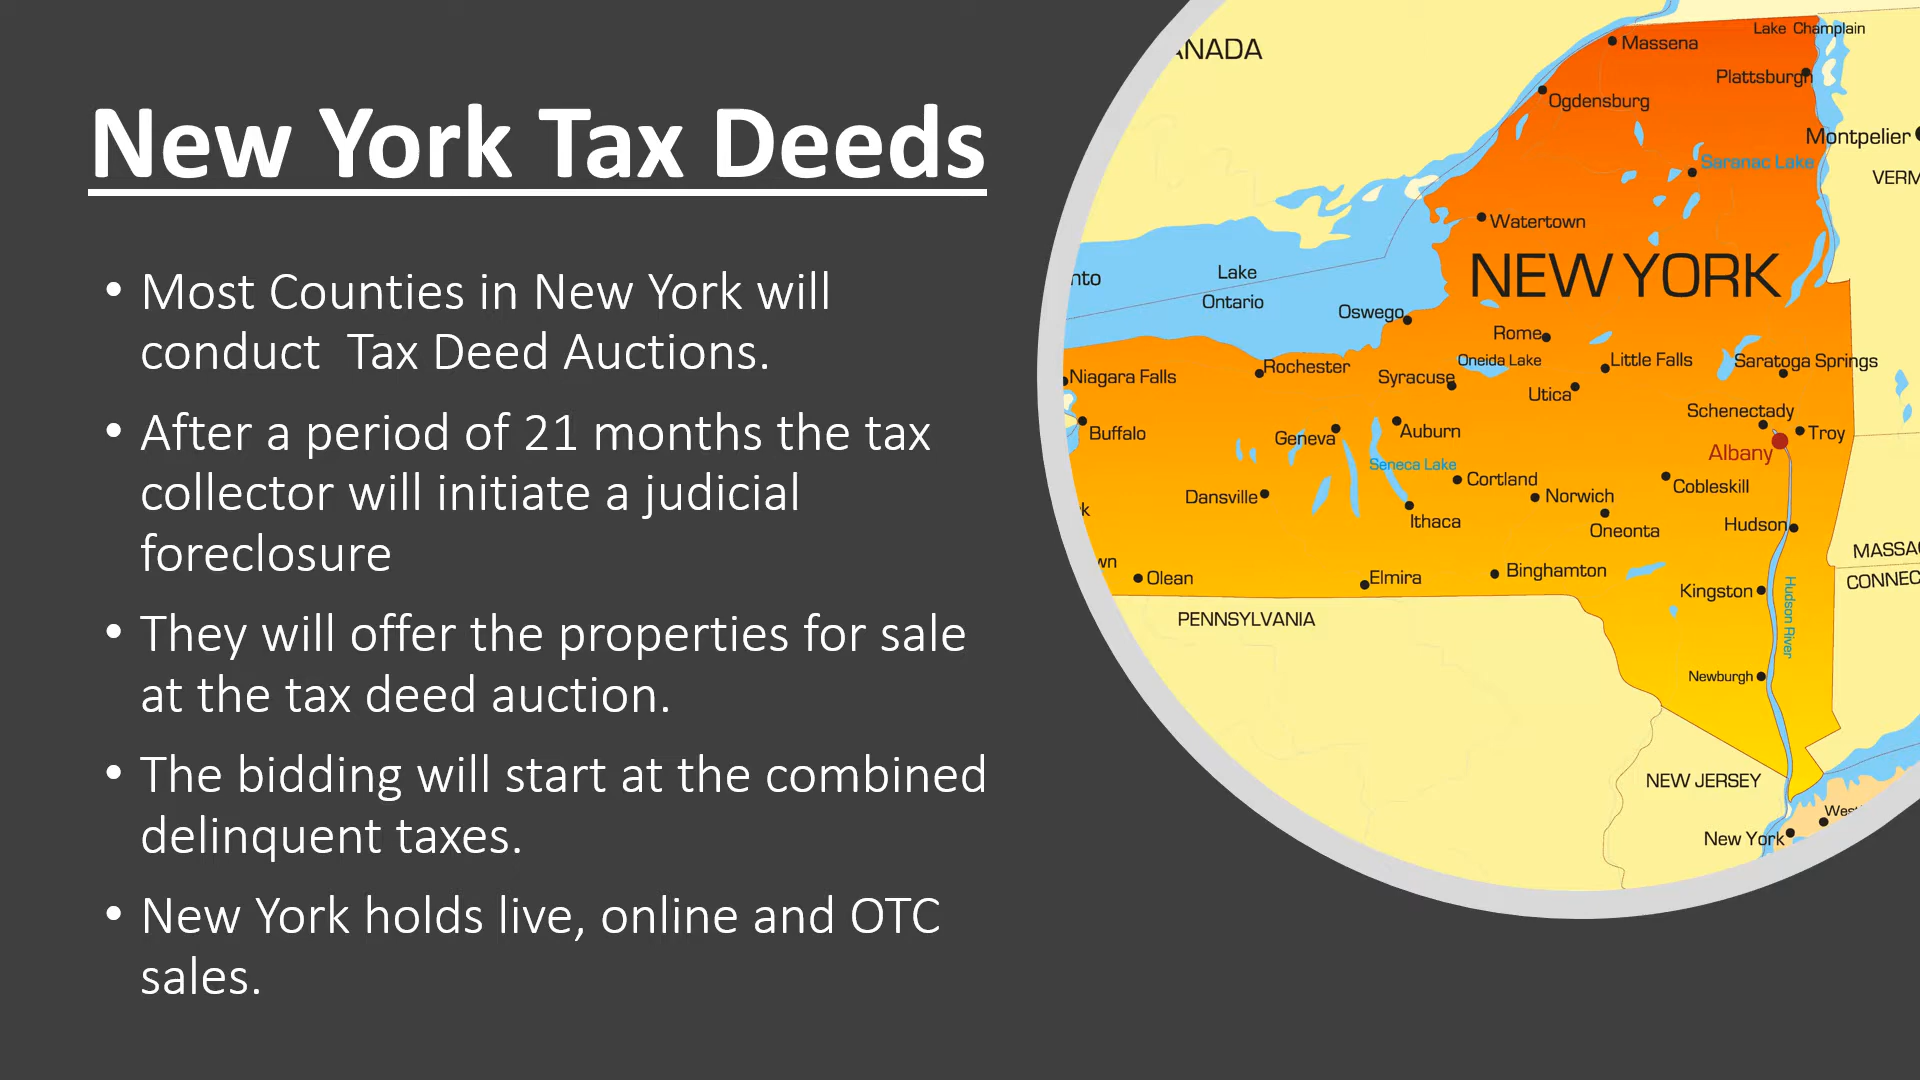 New York Tax Deeds
• Most Counties in New York will
conduct  Tax Deed Auctions.
• After a period of 21 months the tax
collector will initiate a judicial
foreclosure
• They will offer the properties for sale
at the tax deed auction.
• The bidding will start at the combined
delinquent taxes.
• New York holds live, online and OTC
sales.
ANADA
Massena
Lake Champlain
Plattsburgh
Ogdensburg
Montpelier
Saranac Lake
VERM
Watertown
NEW YORK
nto
Lake
Ontario
Oswego
Rome
Oneida Lake
Little Falls
Saratoga Springs
Niagara Falls
Rochester
Syracuse
Utica
Schenectady
Buffalo
Geneva
Auburn
Troy
Albany
Seneca Lake
Cortland
Dansville
Norwich
Cobleskill
k
Ithaca
Oneonta
Hudson
wn
Olean
Elmira
Binghamton
MASSA
CONNEC
Kingston
Hudson River
PENNSYLVANIA
Newburgh
NEW JERSEY
Wes
New York